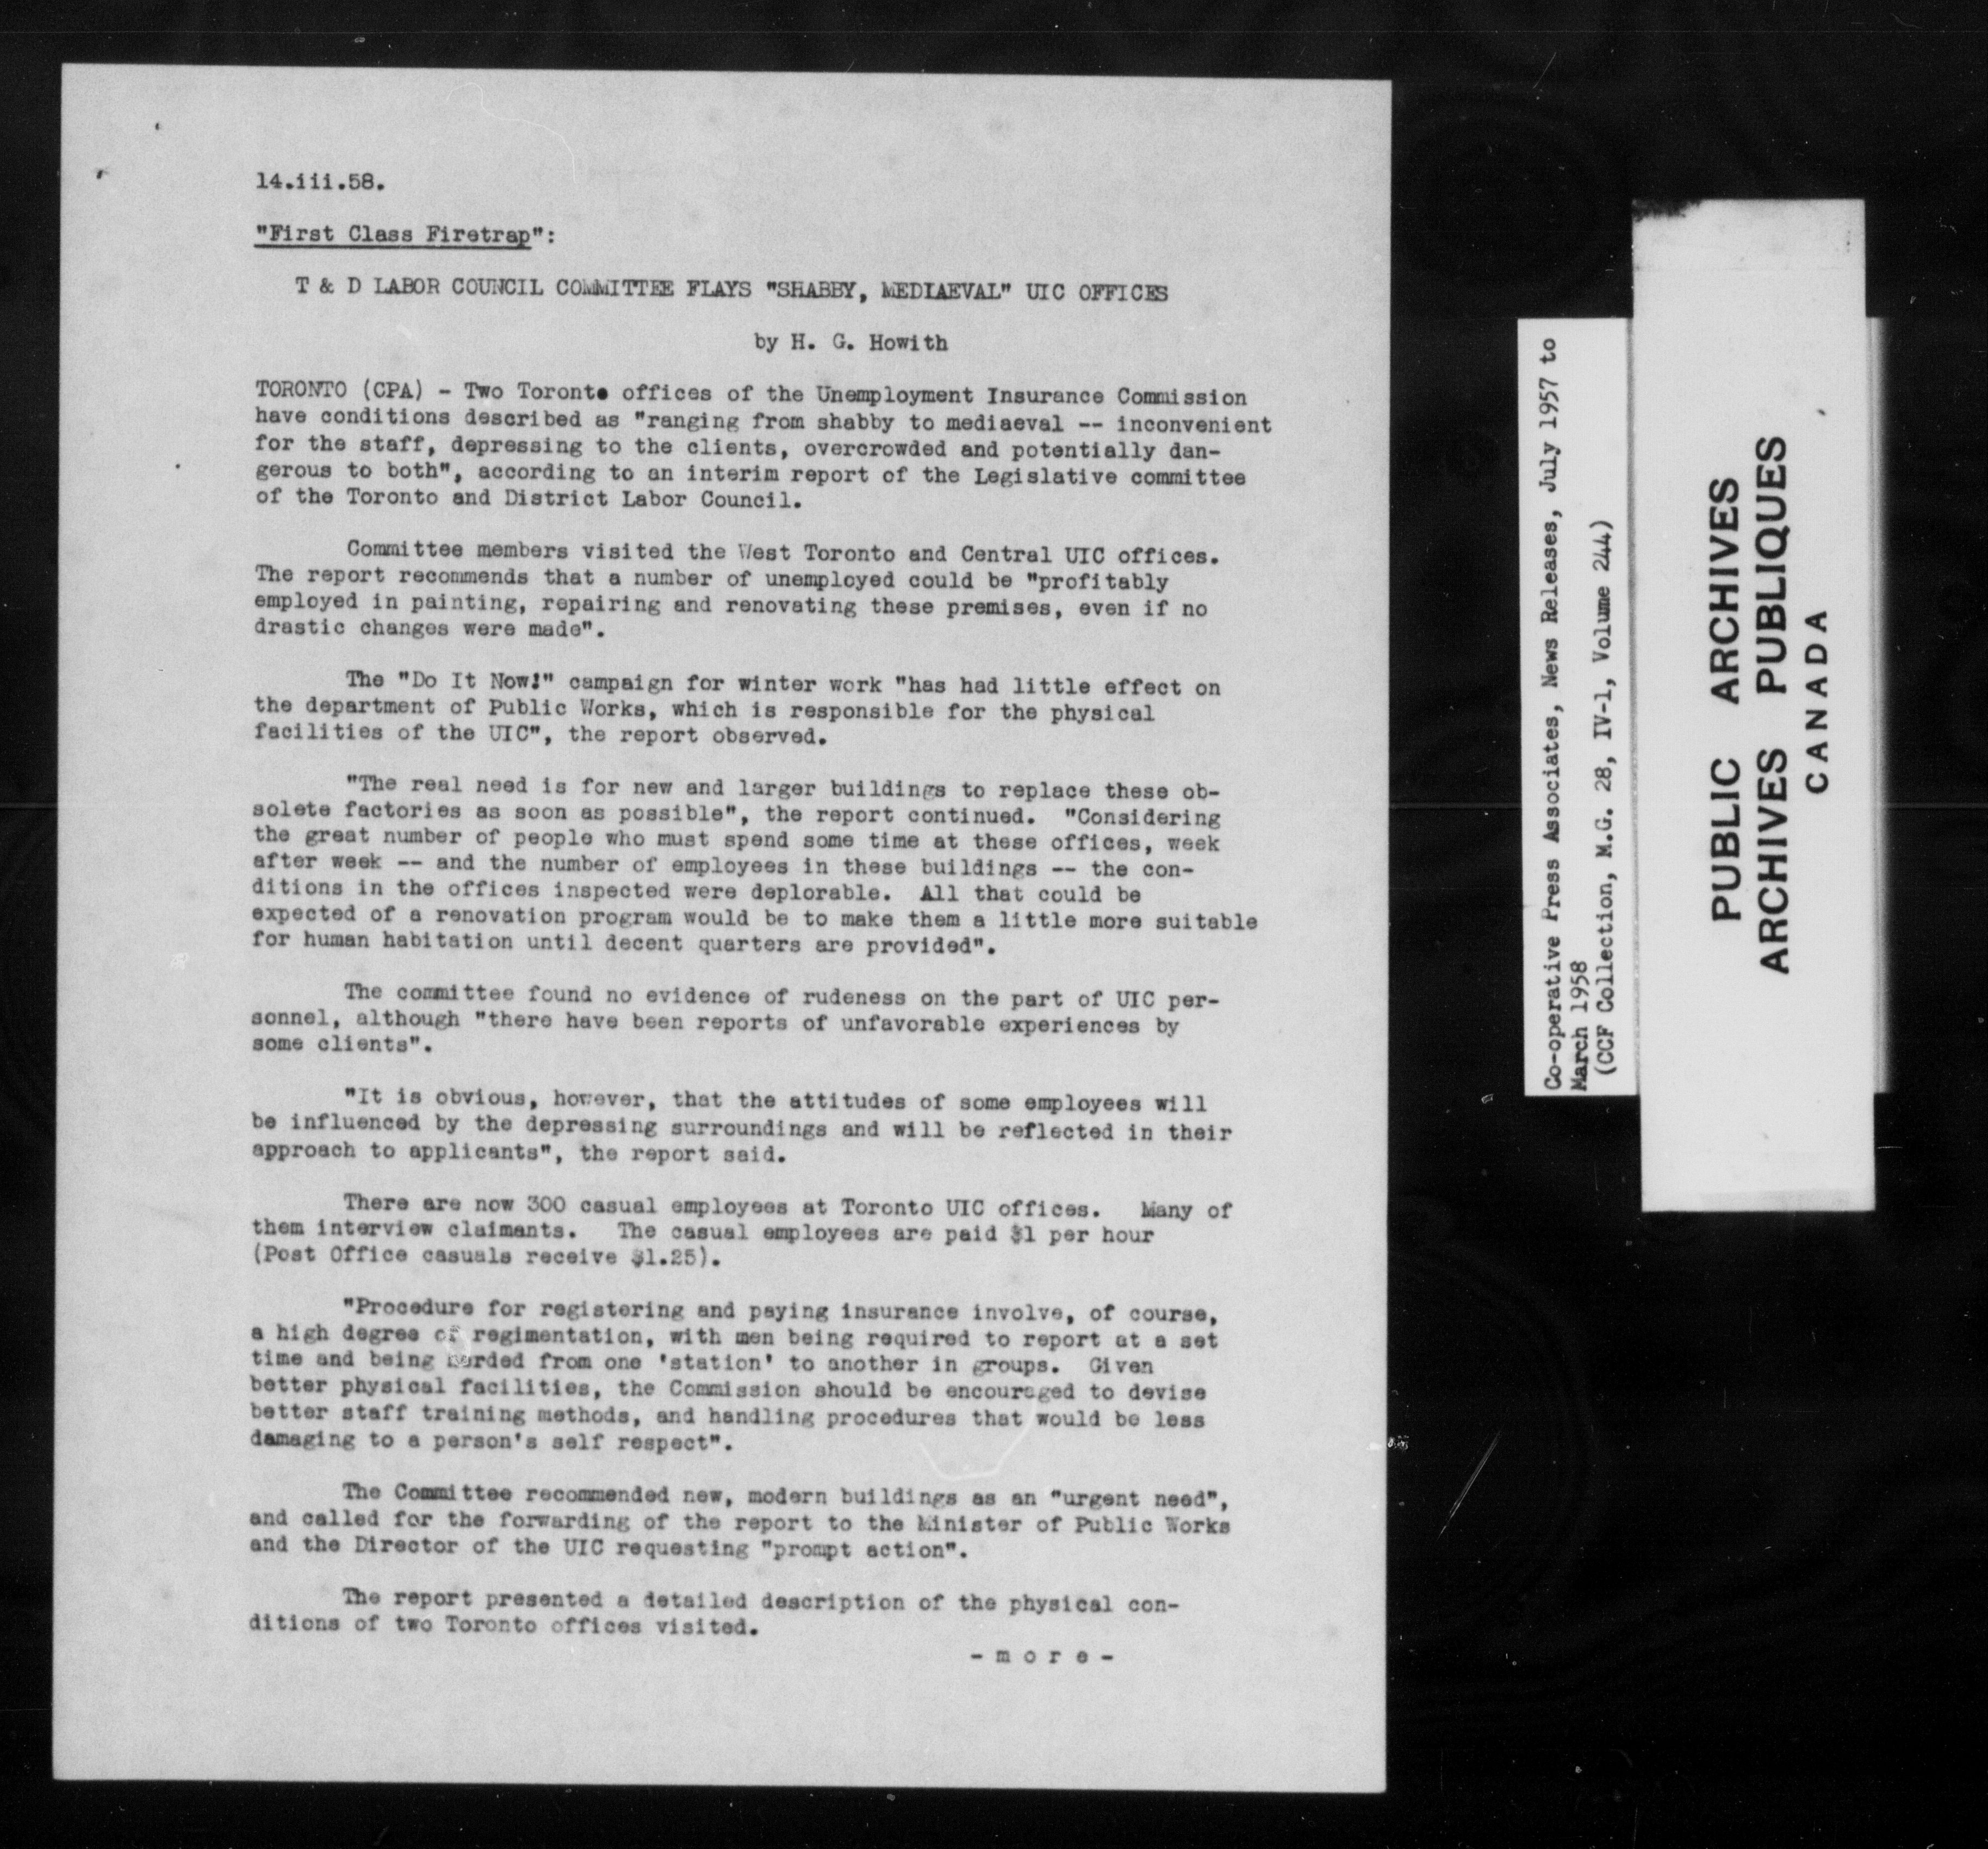 14.iii.58.
"First Class Firetrap":
T & D LABOR COUNCIL COMMITTEE FLAYS "SHABBY, MEDIAEVAL" UIC OFFICES
by H. G. Howith
TORONTO (CPA) - Two Toronto offices of the Unemployment Insurance Commission
have conditions described as "ranging from shabby to mediaeval -- inconvenient
for the staff, depressing to the clients, overcrowded and potentially dan-
gerous to both", according to an interim report of the Legislative committee
of the Toronto and District Labor Council.
Committee members visited the West Toronto and Central UIC offices.
The report recommends that a number of unemployed could be "profitably
employed in painting, repairing and renovating these premises, even if no
drastic changes were made".
The "Do It Now!" campaign for winter work "has had little effect on
the department of Public Works, which is responsible for the physical
facilities of the UIC", the report observed.
"The real need is for new and larger buildings to replace these ob-
solete factories as soon as possible", the report continued. "Considering
the great number of people who must spend some time at these offices, week
after week -- and the number of employees in these buildings -- the con-
ditions in the offices inspected were deplorable. All that could be
expected of a renovation program would be to make them a little more suitable
for human habitation until decent quarters are provided".
The committee found no evidence of rudeness on the part of UIC per-
sonnel, although "there have been reports of unfavorable experiences by
some clients".
"It is obvious, however, that the attitudes of some employees will
be influenced by the depressing surroundings and will be reflected in their
approach to applicants", the report said.
There are now 300 casual employees at Toronto UIC offices. Many of
them interview claimants. The casual employees are paid $1 per hour
(Post Office casuals receive $1.25).
"Procedure for registering and paying insurance involve, of course,
a high degree of regimentation, with men being required to report at a set
time and being herded from one 'station' to another in groups. Given
better physical facilities, the Commission should be encouraged to devise
better staff training methods, and handling procedures that would be less
damaging to a person's self respect".
The Committee recommended new, modern buildings as an "urgent need",
and called for the forwarding of the report to the Minister of Public Works
and the Director of the UIC requesting "prompt action".
The report presented a detailed description of the physical con-
ditions of two Toronto offices visited.
- m o r e -
Co-operative Press Associates, News Releases, July 1957 to
March 1958
(CCF Collection, M.G. 28, IV-1, Volume 244)
PUBLIC ARCHIVES
ARCHIVES PUBLIQUES
CANADA